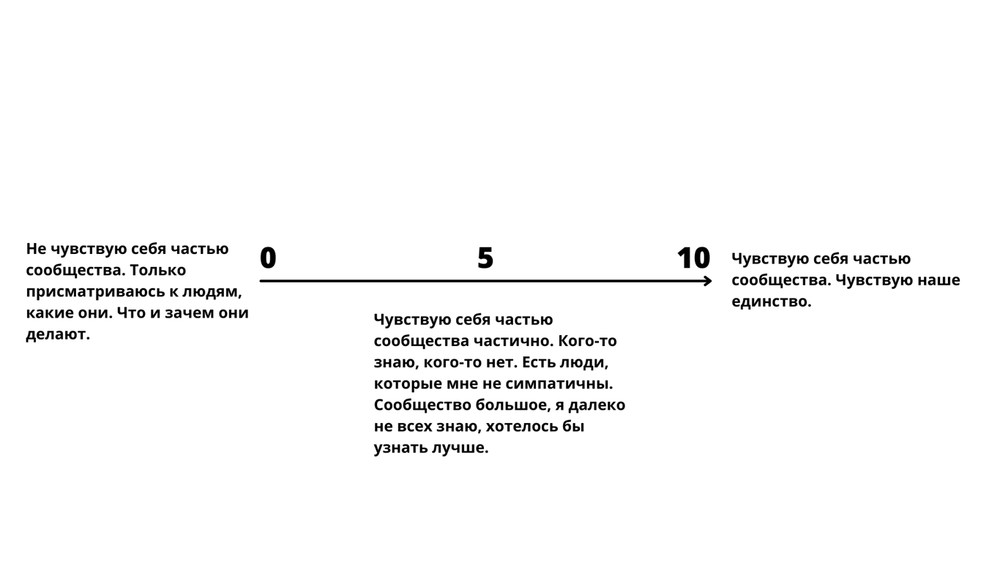 Не чувствую себя частью
сообщества. Только
присматриваюсь к людям,
какие они. Что и зачем они
делают.
0
5
10
Чувствую себя частью
сообщества частично. Кого-то
знаю, кого-то нет. Есть люди,
которые мне не симпатичны.
Сообщество большое, я далеко
не всех знаю, хотелось бы
узнать лучше.
Чувствую себя частью
сообщества. Чувствую наше
единство.